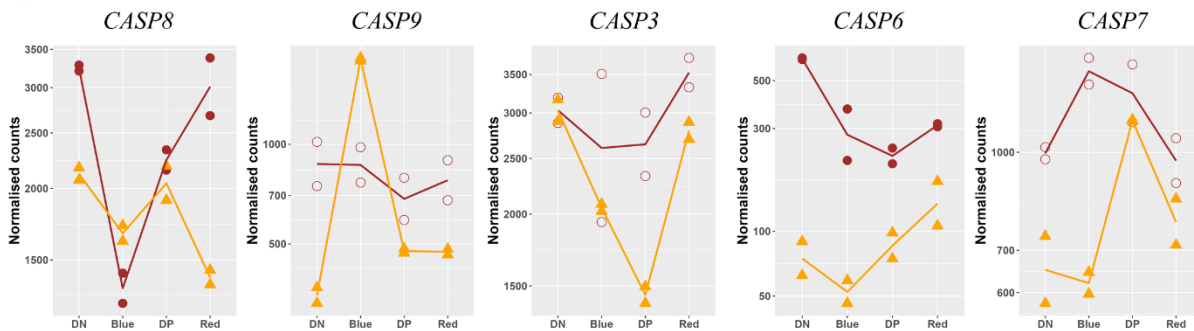 CASP8 CASP9 CASP3 CASP6 CASP7
Normalised counts
3500
3000
2500
2000
1500
DN Blue DP Red
Normalised counts
1000
700
500
DN Blue DP Red
Normalised counts
3500
3000
2500
2000
1500
DN Blue DP Red
Normalised counts
500
300
100
50
DN Blue DP Red
Normalised counts
1000
700
600
DN Blue DP Red